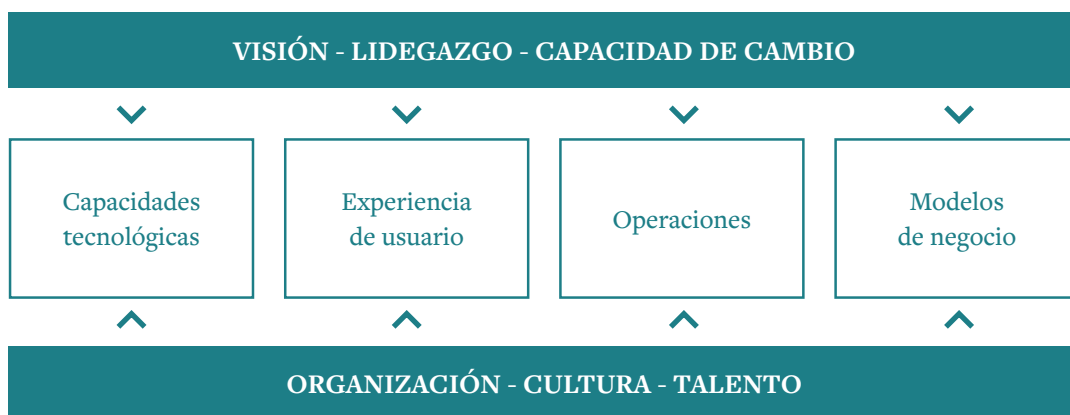 VISIÓN - LIDEGAZGO - CAPACIDAD DE CAMBIO
Capacidades
tecnológicas
Experiencia
de usuario
Operaciones
Modelos
de negocio
ORGANIZACIÓN - CULTURA - TALENTO